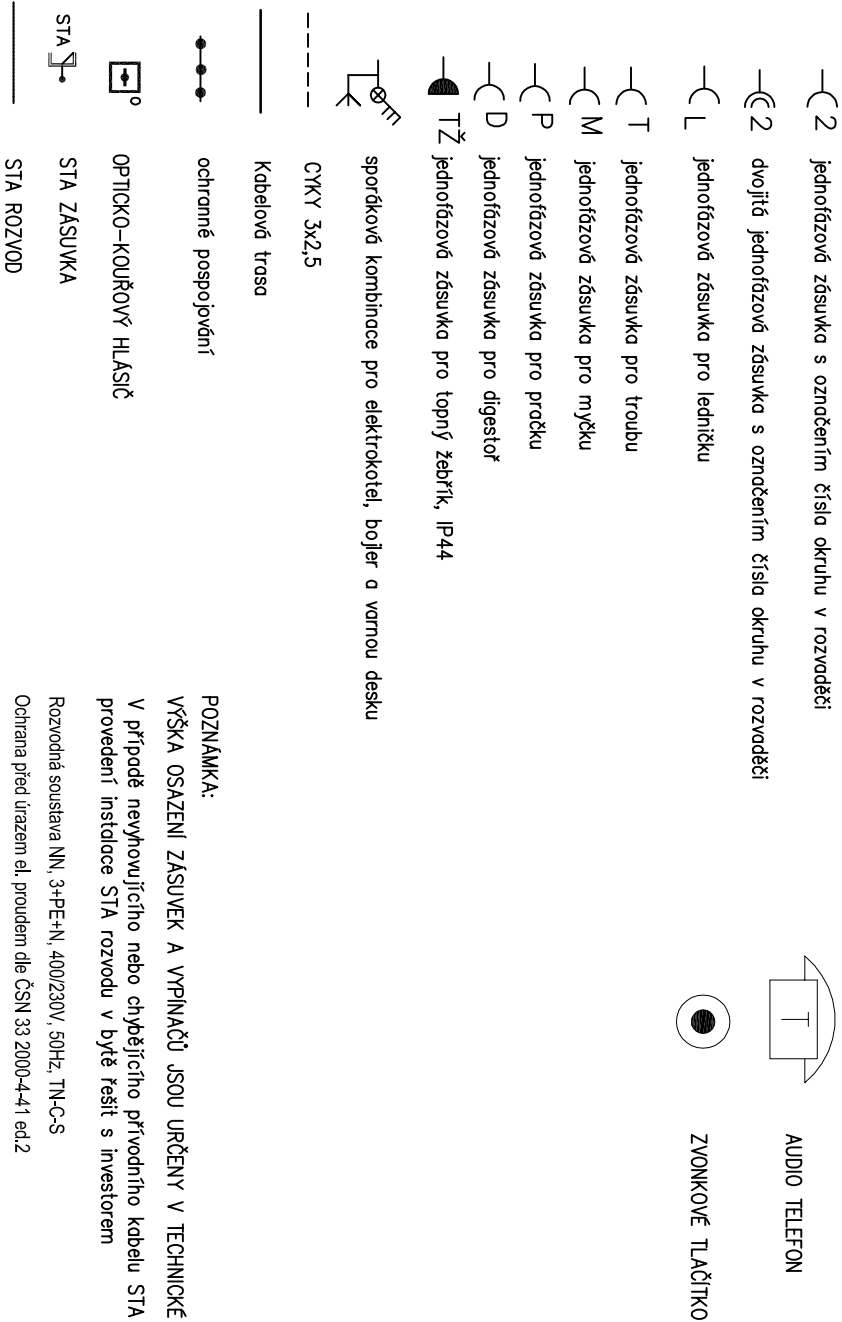 2 jednofázová zásuvka s označením čísla okruhu v rozvaděči
2 dvojitá jednofázová zásuvka s označením čísla okruhu v rozvaděči
L jednofázová zásuvka pro ledničku
T jednofázová zásuvka pro troubu
M jednofázová zásuvka pro myčku
P jednofázová zásuvka pro pračku
D jednofázová zásuvka pro digestoř
TŽ jednofázová zásuvka pro topný žebřík, IP44
sporáková kombinace pro elektrokotel, bojler a varnou desku
CYKY 3x2,5
Kabelová trasa
ochranné pospojování
O OPTICKO-KOUŘOVÝ HLÁSIČ
STA STA ZÁSUVKA
STA ROZVOD
T AUDIO TELEFON
ZVONKOVÉ TLAČÍTKO
POZNÁMKA:
VÝŠKA OSAZENÍ ZÁSUVEK A VYPÍNAČŮ JSOU URČENY V TECHNICKÉ
V případě nevyhovujícího nebo chybějícího přívodního kabelu STA
provedení instalace STA rozvodu v bytě řešit s investorem
Rozvodná soustava NN, 3+PE+N, 400/230V, 50Hz, TN-C-S
Ochrana před úrazem el. proudem dle ČSN 33 2000-4-41 ed.2